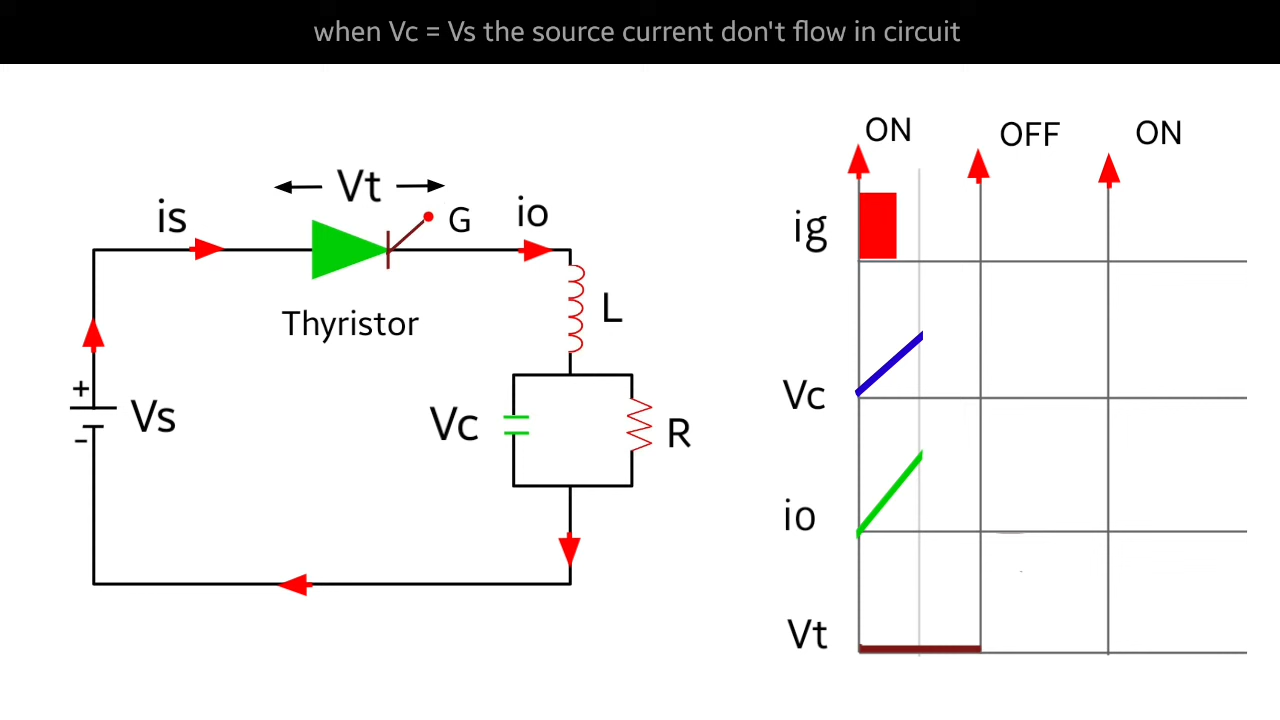 when Vc = Vs the source current don't flow in circuit
ON
OFF
ON
Vt
is
G
io
ig
Thyristor
L
+
Vs
−
Vc
R
Vc
io
Vt